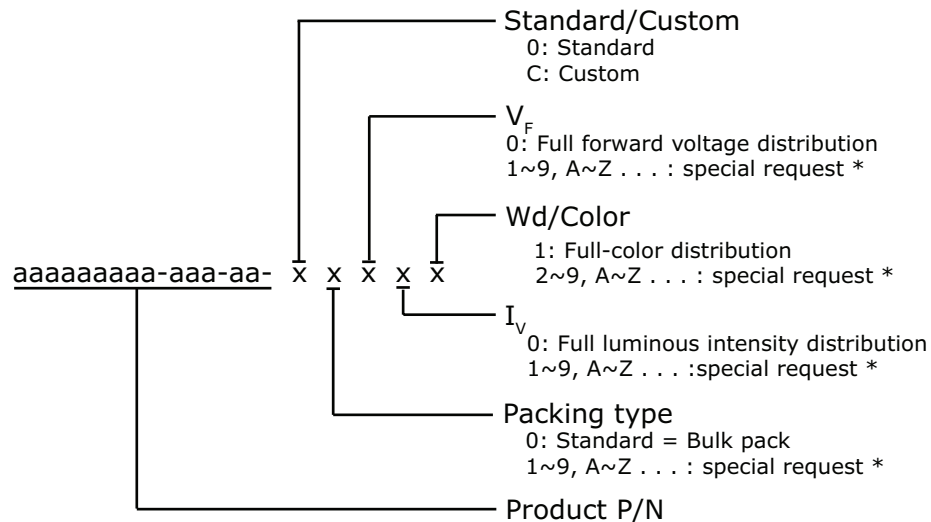 Standard/Custom
0: Standard
C: Custom
VF
0: Full forward voltage distribution
1~9, A~Z . . . : special request *
Wd/Color
1: Full-color distribution
2~9, A~Z . . . : special request *
aaaaaaaaa-aaa-aa- x x x x x
IV
0: Full luminous intensity distribution
1~9, A~Z . . . :special request *
Packing type
0: Standard = Bulk pack
1~9, A~Z . . . : special request *
Product P/N